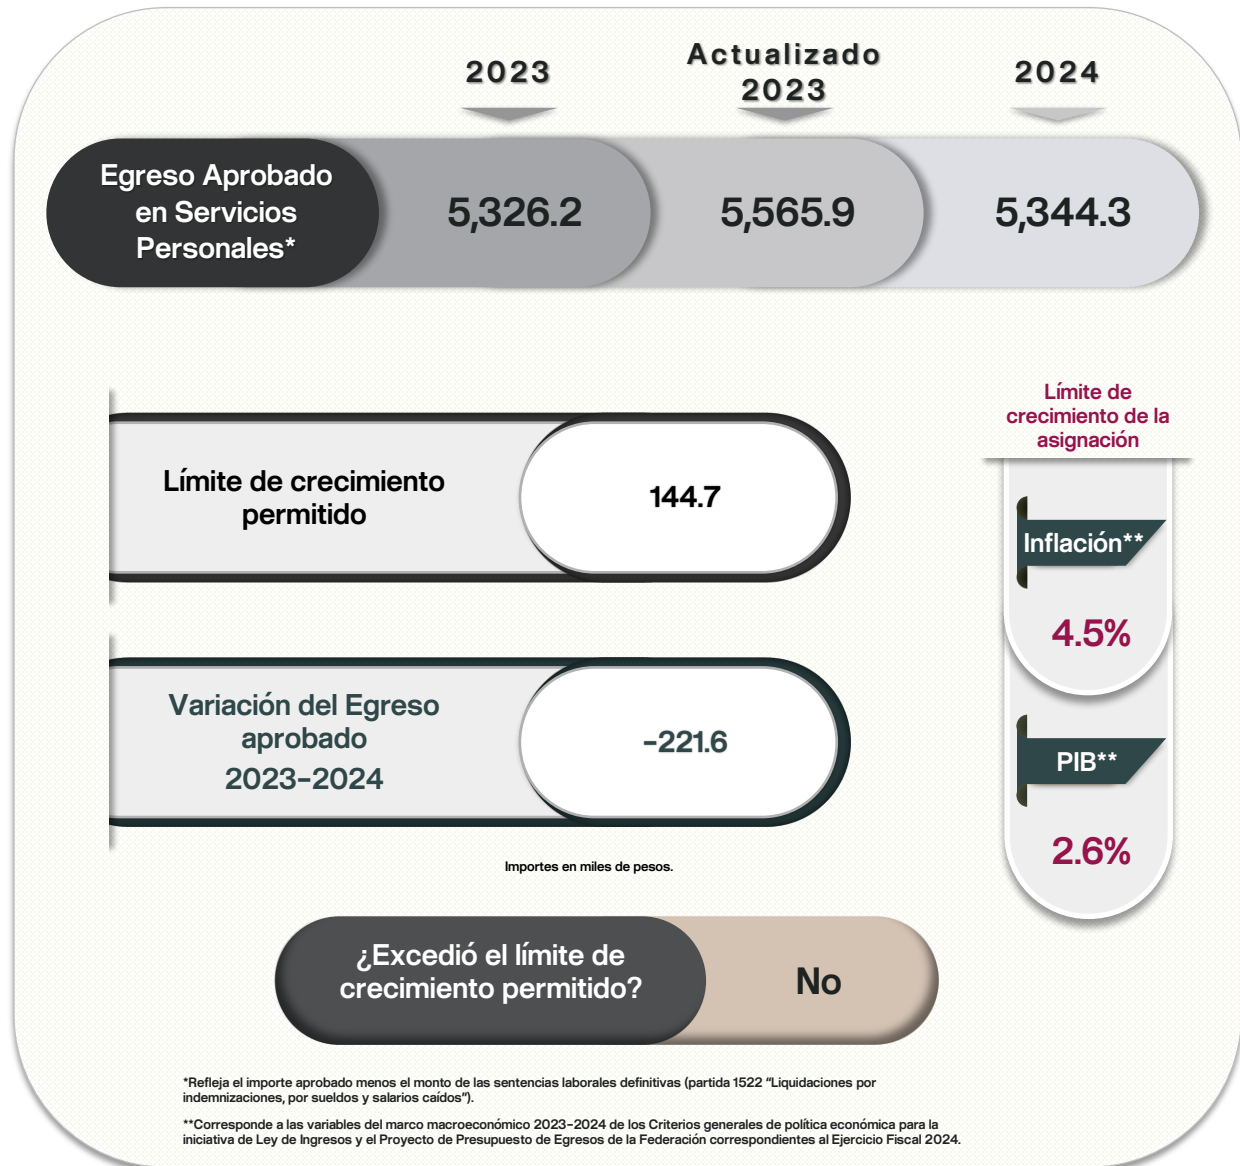 2023
Actualizado
2023
2024
Egreso Aprobado
en Servicios
Personales*
5,326.2
5,565.9
5,344.3
Límite de crecimiento
permitido
144.7
Variación del Egreso
aprobado
2023-2024
-221.6
Importes en miles de pesos.
Límite de
crecimiento de la
asignación
Inflación**
4.5%
PIB**
2.6%
¿Excedió el límite de
crecimiento permitido?
No
*Refleja el importe aprobado menos el monto de las sentencias laborales definitivas (partida 1522 "Liquidaciones por
indemnizaciones, por sueldos y salarios caídos").
**Corresponde a las variables del marco macroeconómico 2023-2024 de los Criterios generales de política económica para la
iniciativa de Ley de Ingresos y el Proyecto de Presupuesto de Egresos de la Federación correspondientes al Ejercicio Fiscal 2024.